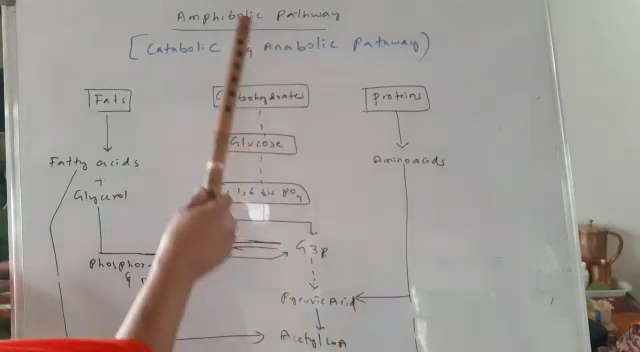 Amphibolic Pathway
[Catabolic & Anabolic Pathway)
Fats
Carbohydrates
Proteins
Glucose
Fatty acids
+
Glycerol
Aminoacids
1,6 bi PO4
G3P
Pyruvic Acid
Acetyl CoA